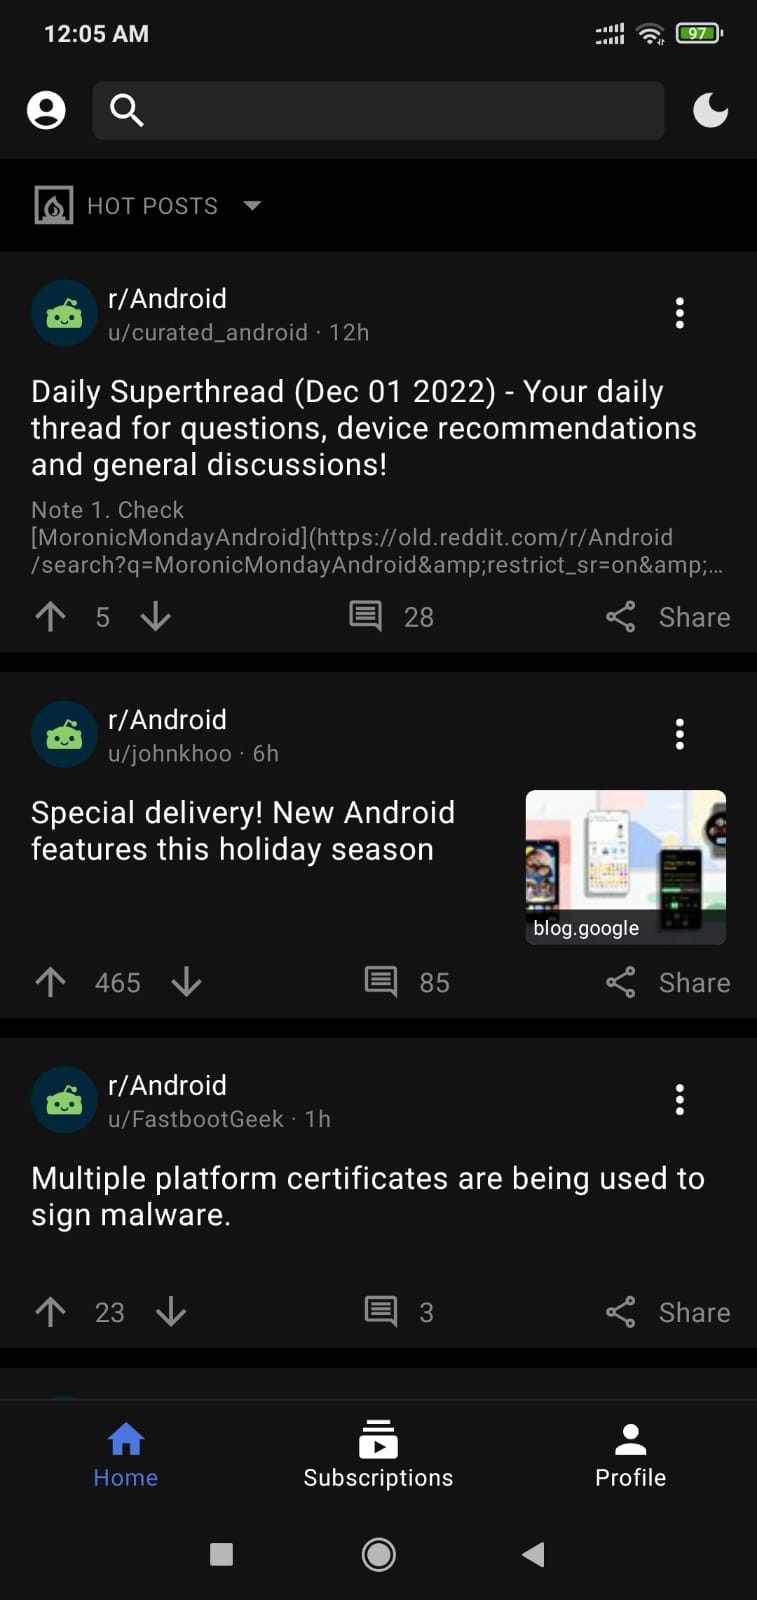 12:05 AM
97
HOT POSTS
r/Android
u/curated_android · 12h
Daily Superthread (Dec 01 2022) - Your daily
thread for questions, device recommendations
and general discussions!
Note 1. Check
[MoronicMondayAndroid](https://old.reddit.com/r/Android
/search?q=MoronicMondayAndroid&amp;restrict_sr=on&amp;...
5
28
Share
r/Android
u/johnkhoo · 6h
Special delivery! New Android
features this holiday season
blog.google
465
85
Share
r/Android
u/FastbootGeek · 1h
Multiple platform certificates are being used to
sign malware.
23
3
Share
Home
Subscriptions
Profile